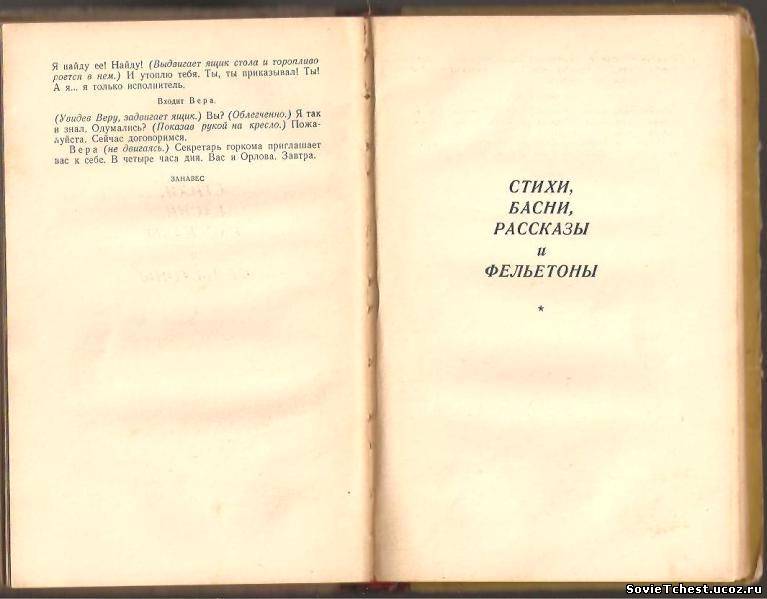 Я найду ее! Найду! (Выдвигает ящик стола и торопливо
роется в нем.) И утоплю тебя. Ты, ты приказывал! Ты!
А я... я только исполнитель.
Входит Вера.
(Увидев Веру, задвигает ящик.) Вы? (Облегченно.) Я так
и знал. Одумались? (Показав рукой на кресло.) Пожа-
луйста. Сейчас договоримся.
Вера (не двигаясь.) Секретарь горкома приглашает
вас к себе. В четыре часа дня. Вас и Орлова. Завтра.
ЗАНАВЕС
СТИХИ,
БАСНИ,
РАССКАЗЫ
и
ФЕЛЬЕТОНЫ
*
SovieTchest.ucoz.ru